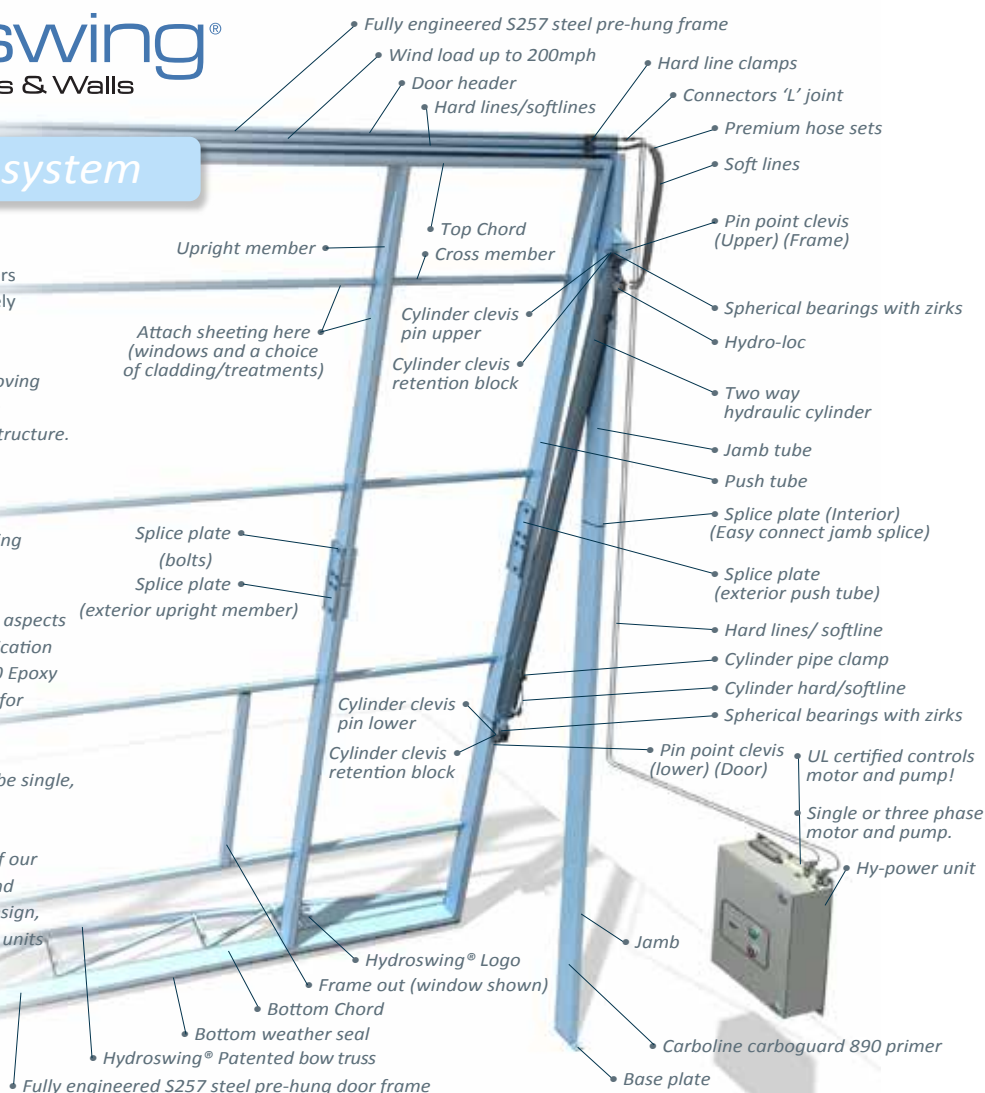 swing®
s & Walls
system
Fully engineered S257 steel pre-hung frame
Wind load up to 200mph
Door header
Hard lines/softlines
Hard line clamps
Connectors ‘L’ joint
Premium hose sets
Soft lines
Top Chord
Cross member
Upright member
Pin point clevis
(Upper) (Frame)
Attach sheeting here
(windows and a choice
of cladding/treatments)
Cylinder clevis
pin upper
Cylinder clevis
retention block
Spherical bearings with zirks
Hydro-loc
Two way
hydraulic cylinder
Jamb tube
Push tube
Splice plate (Interior)
(Easy connect jamb splice)
Splice plate
(bolts)
Splice plate
(exterior upright member)
Splice plate
(exterior push tube)
Hard lines/ softline
Cylinder pipe clamp
Cylinder hard/softline
Spherical bearings with zirks
Cylinder clevis
pin lower
Cylinder clevis
retention block
Pin point clevis
(lower) (Door)
UL certified controls
motor and pump!
Single or three phase
motor and pump.
Hy-power unit
rs
ely
oving
tructure.
ing
aspects
ication
0 Epoxy
for
be single,
of our
nd
sign,
units
Jamb
Hydroswing® Logo
Frame out (window shown)
Bottom Chord
Bottom weather seal
Hydroswing® Patented bow truss
Fully engineered S257 steel pre-hung door frame
Carboline carboguard 890 primer
Base plate